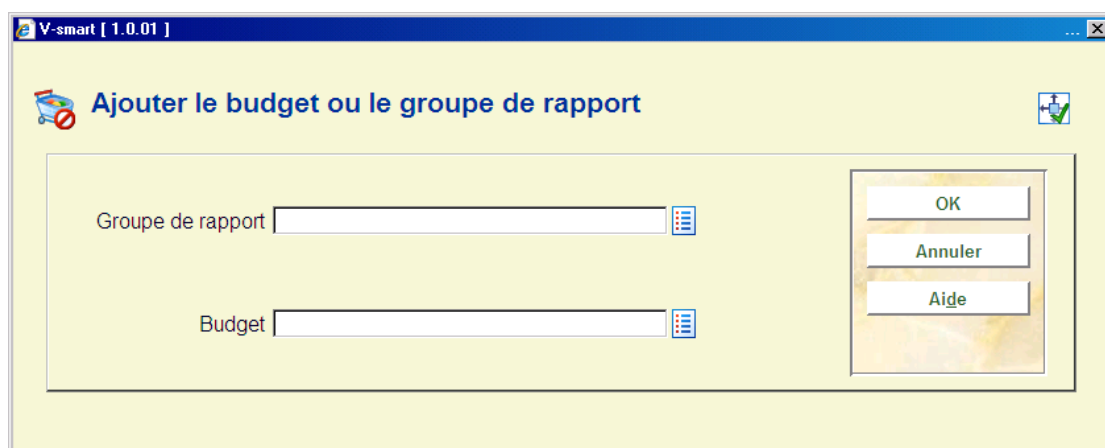 V-smart [ 1.0.01 ]
...
Ajouter le budget ou le groupe de rapport
Groupe de rapport
OK
Annuler
Aide
Budget